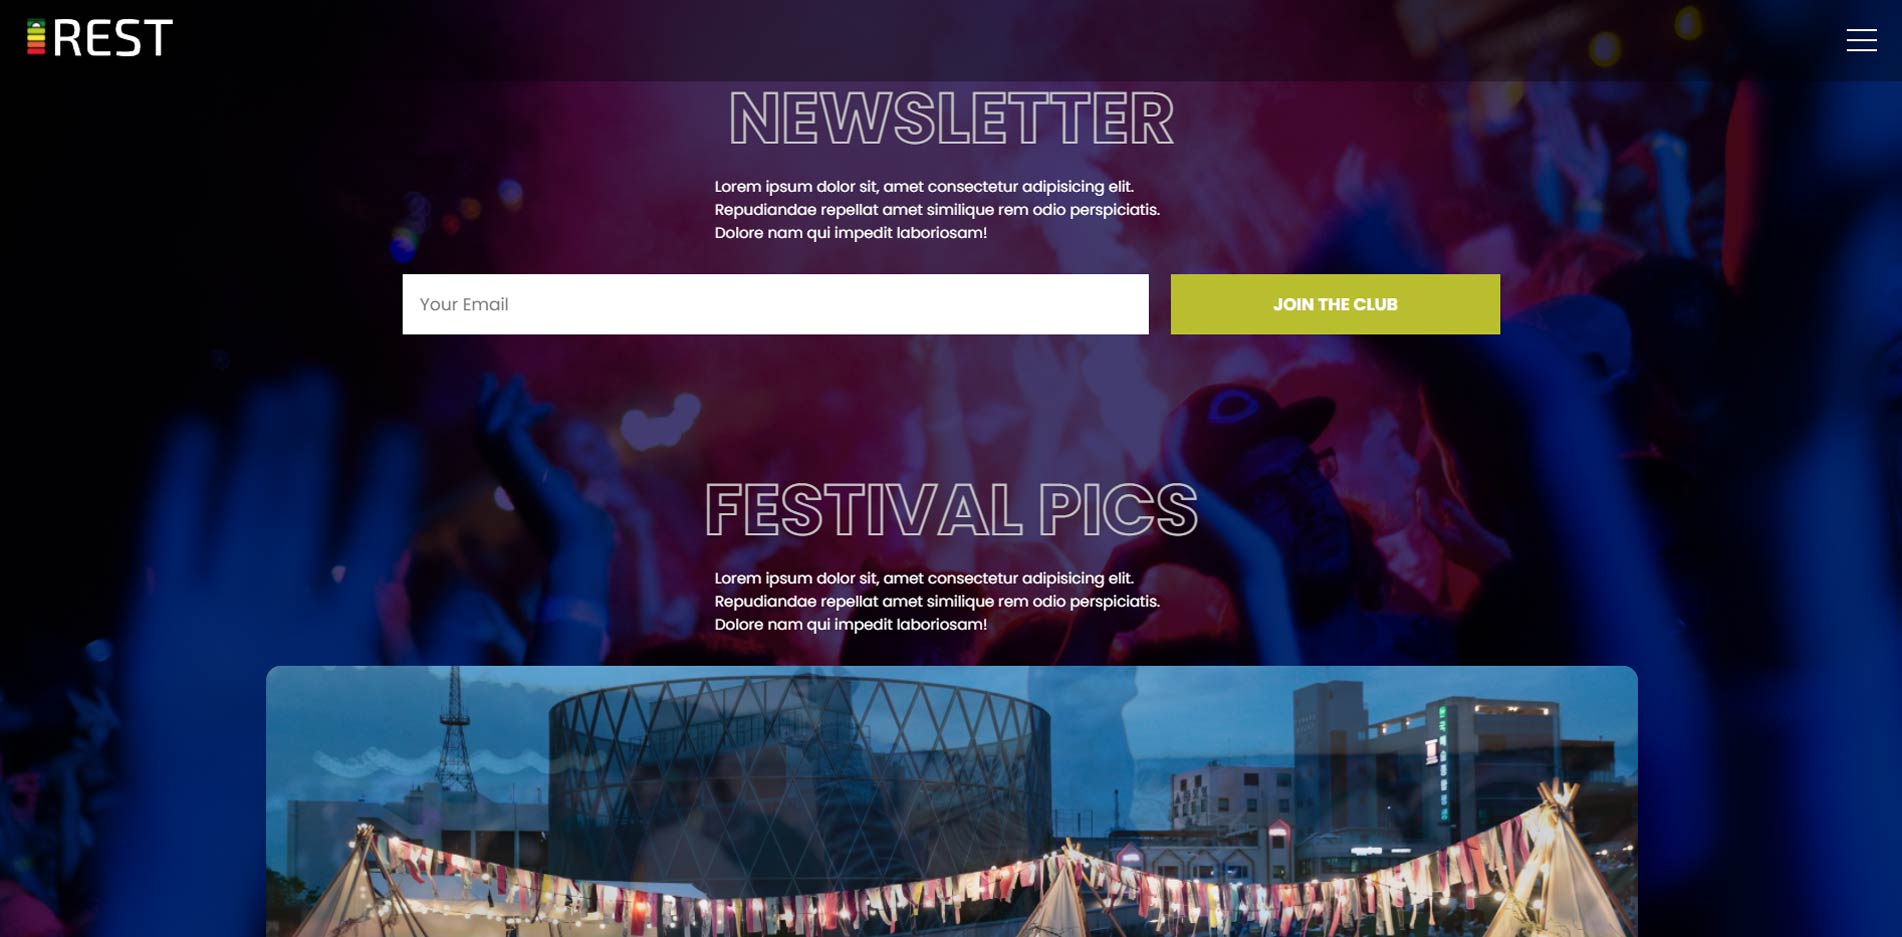 REST
NEWSLETTER
Lorem ipsum dolor sit, amet consectetur adipisicing elit.
Repudiandae repellat amet similique rem odio perspiciatis.
Dolore nam qui impedit laboriosam!
Your Email
JOIN THE CLUB
FESTIVAL PICS
Lorem ipsum dolor sit, amet consectetur adipisicing elit.
Repudiandae repellat amet similique rem odio perspiciatis.
Dolore nam qui impedit laboriosam!